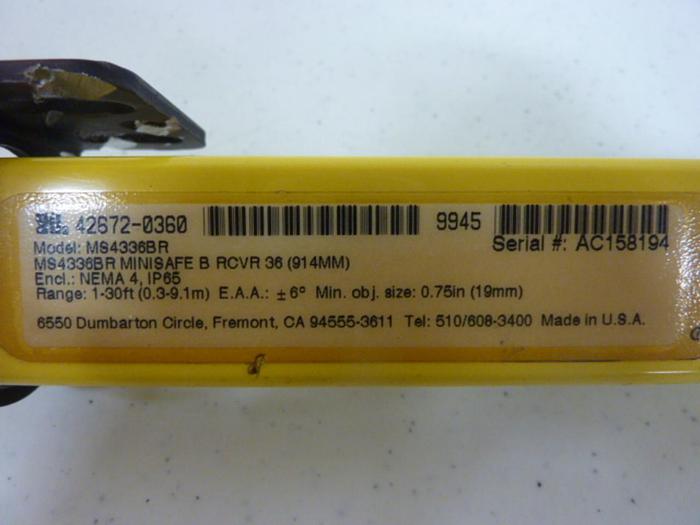 42672-0360 9945
Model: MS4336BR Serial #: AC158194
MS4336BR MINISAFE B RCVR 36 (914MM)
Encl.: NEMA 4, IP65
Range: 1-30ft (0.3-9.1m) E.A.A.: ± 6° Min. obj. size: 0.75in (19mm)
6550 Dumbarton Circle, Fremont, CA 94555-3611 Tel: 510/608-3400 Made in U.S.A.